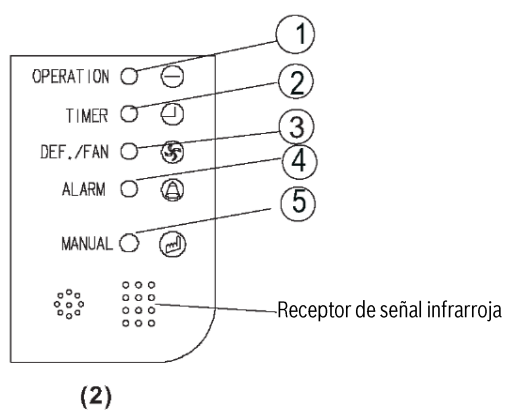 1
OPERATION
2
TIMER
3
DEF./FAN
4
ALARM
5
MANUAL
Receptor de señal infrarroja
(2)